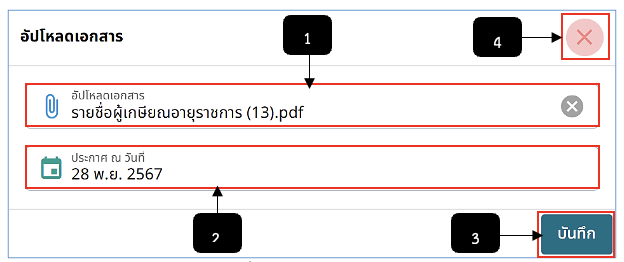 1
4
อัปโหลดเอกสาร
อัปโหลดเอกสาร
รายชื่อผู้เกษียณอายุราชการ (13).pdf
ประกาศ ณ วันที่
28 พ.ย. 2567
2
3
บันทึก